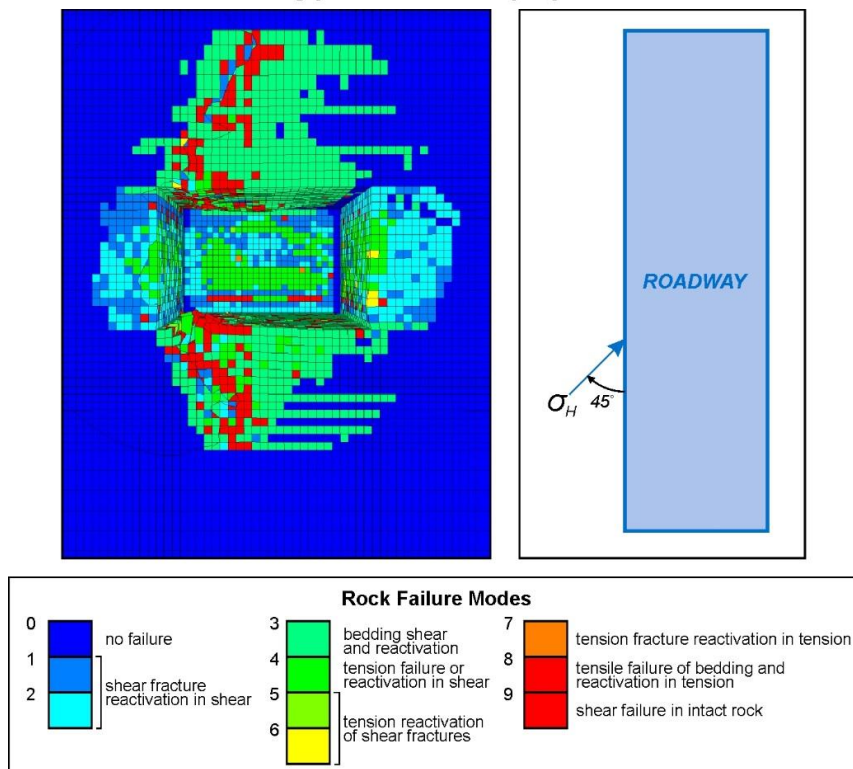 ROADWAY
σH
45°
Rock Failure Modes
0
no failure
1
2
shear fracture
reactivation in shear
3
bedding shear
and reactivation
4
tension failure or
reactivation in shear
5
6
tension reactivation
of shear fractures
7
tension fracture reactivation in tension
8
tensile failure of bedding and
reactivation in tension
9
shear failure in intact rock